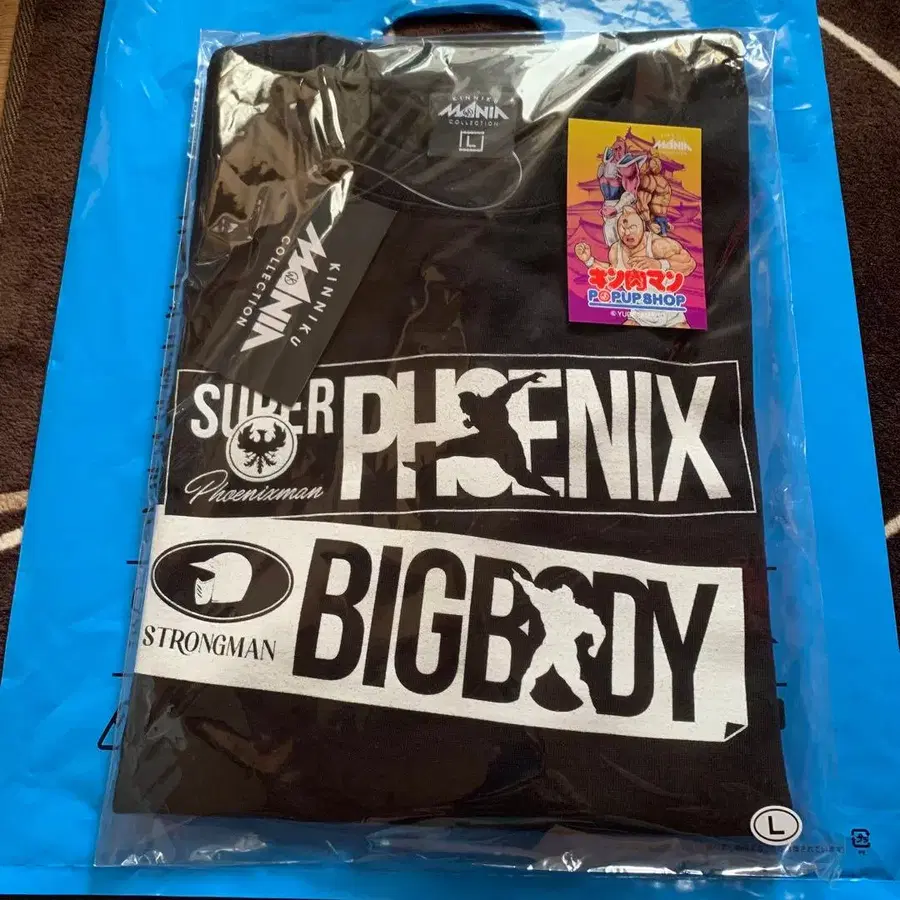 KINNIKU
MANIA
COLLECTION
L
KINNIKU
MANIA
COLLECTION
MANIA
キン肉マン
POPUP SHOP
SUPER
PHOENIX
Phoenixman
STRONGMAN
BIGBODY
L
PE